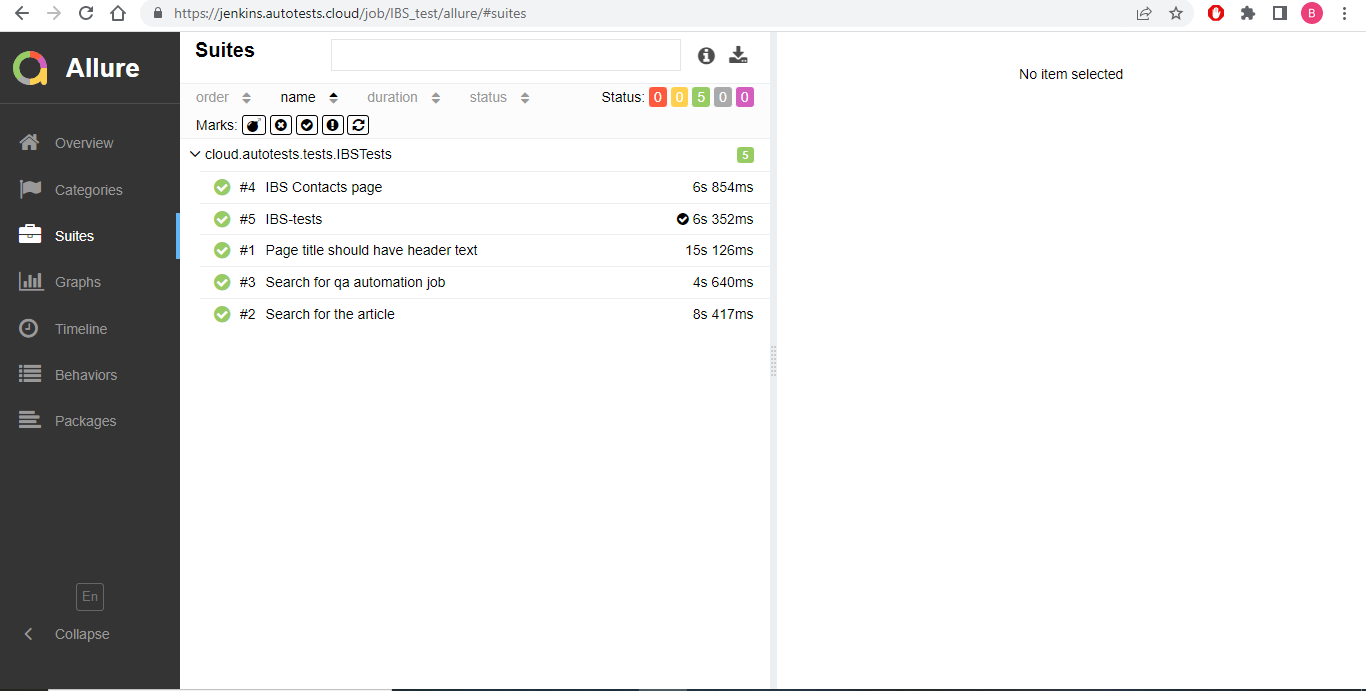 https://jenkins.autotests.cloud/job/IBS_test/allure/#suites
B
Allure
Overview
Categories
Suites
Graphs
Timeline
Behaviors
Packages
En
Collapse
Suites
order name duration status Status: 0 0 5 0 0
Marks:
cloud.autotests.tests.IBSTests 5
#4 IBS Contacts page 6s 854ms
#5 IBS-tests 6s 352ms
#1 Page title should have header text 15s 126ms
#3 Search for qa automation job 4s 640ms
#2 Search for the article 8s 417ms
No item selected